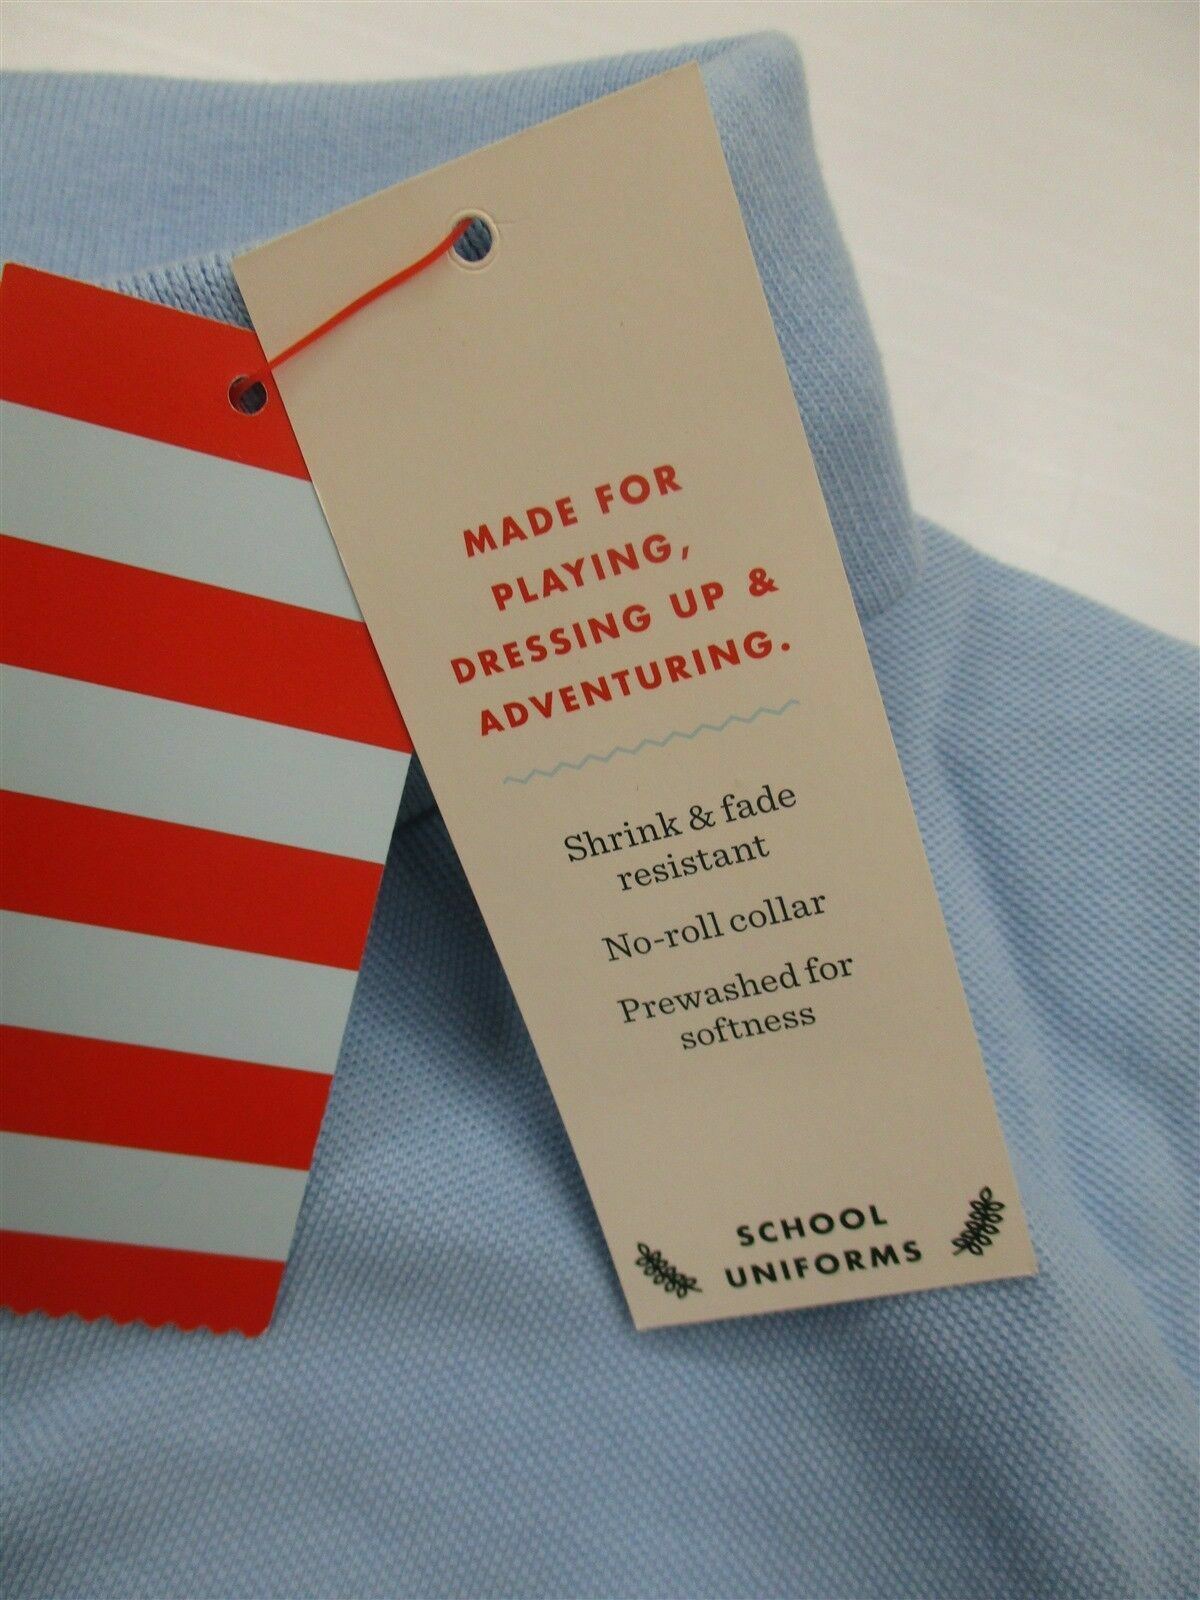 MADE FOR
PLAYING,
DRESSING UP &
ADVENTURING.
Shrink & fade
resistant
No-roll collar
Prewashed for
softness
SCHOOL
UNIFORMS